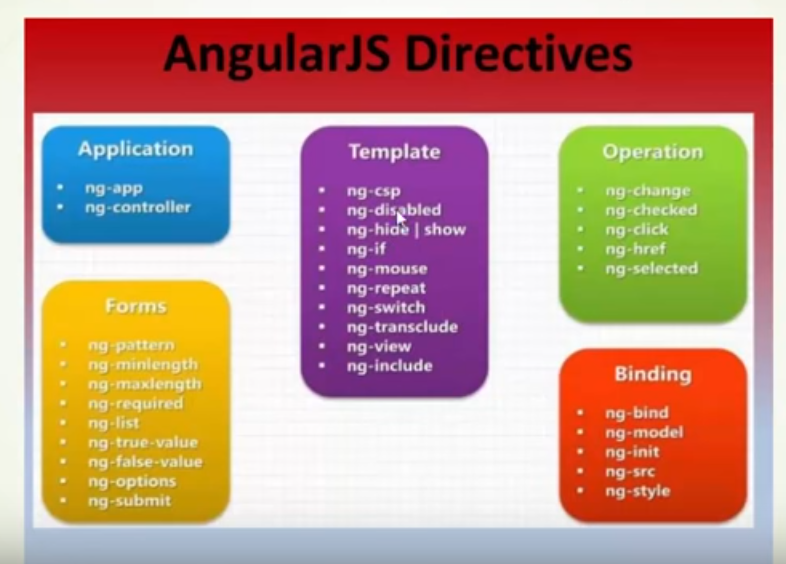 AngularJS Directives
Application
ng-app
ng-controller
Forms
ng-pattern
ng-minlength
ng-maxlength
ng-required
ng-list
ng-true-value
ng-false-value
ng-options
ng-submit
Template
ng-csp
ng-disabled
ng-hide | show
ng-if
ng-mouse
ng-repeat
ng-switch
ng-transclude
ng-view
ng-include
Operation
ng-change
ng-checked
ng-click
ng-href
ng-selected
Binding
ng-bind
ng-model
ng-init
ng-src
ng-style